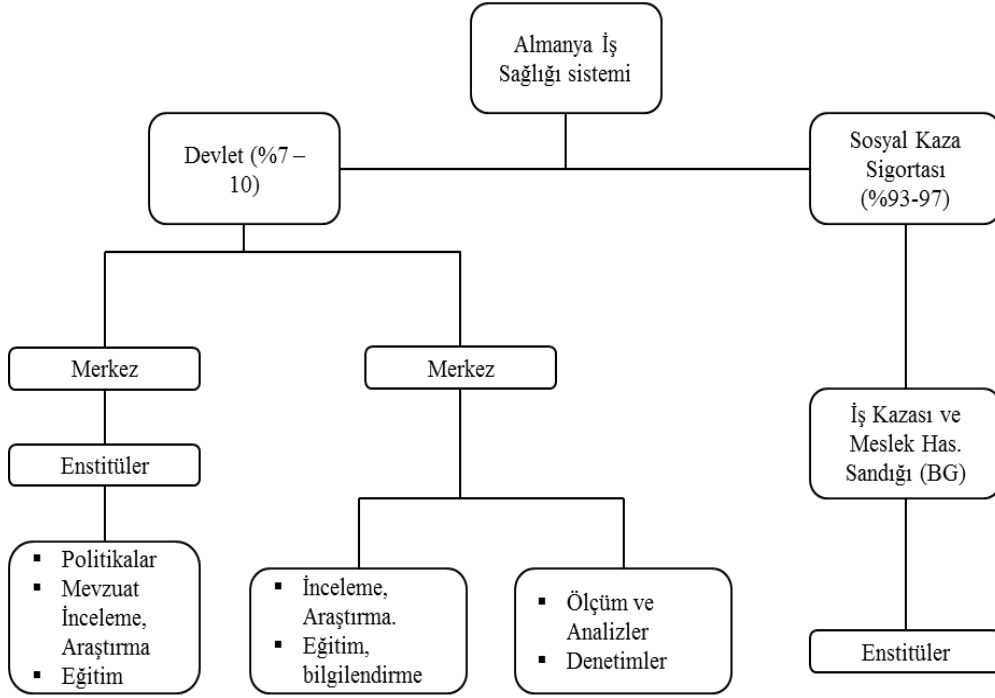 Almanya İş
Sağlığı sistemi
Devlet (%7 –
10)
Sosyal Kaza
Sigortası
(%93-97)
Merkez
Merkez
Enstitüler
İş Kazası ve
Meslek Has.
Sandığı (BG)
▪ Politikalar
▪ Mevzuat
İnceleme,
Araştırma
▪ Eğitim
▪ İnceleme,
Araştırma.
▪ Eğitim,
bilgilendirme
▪ Ölçüm ve
Analizler
▪ Denetimler
Enstitüler